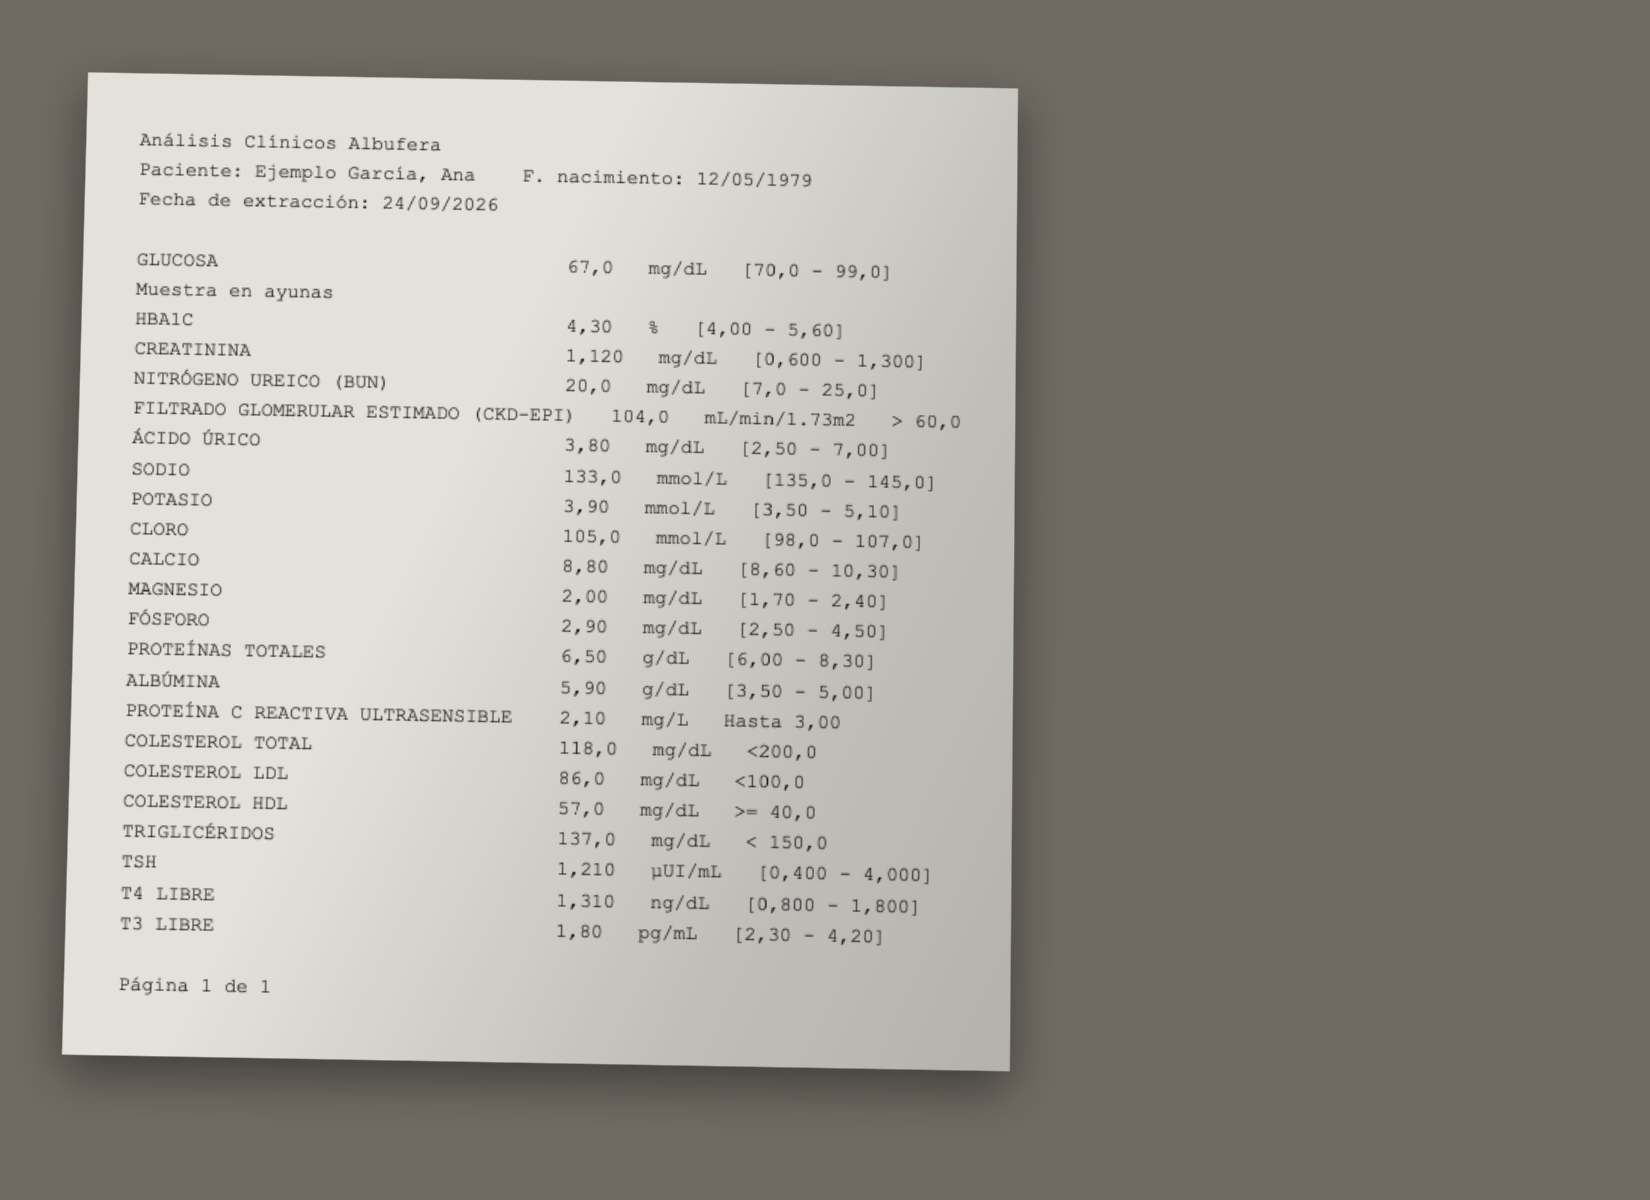 Análisis Clínicos Albufera
Paciente: Ejemplo García, Ana    F. nacimiento: 12/05/1979
Fecha de extracción: 24/09/2026

GLUCOSA    67,0   mg/dL   [70,0 - 99,0]
Muestra en ayunas
HBA1C    4,30   %   [4,00 - 5,60]
CREATININA    1,120   mg/dL   [0,600 - 1,300]
NITRÓGENO UREICO (BUN)    20,0   mg/dL   [7,0 - 25,0]
FILTRADO GLOMERULAR ESTIMADO (CKD-EPI)   104,0   mL/min/1.73m2   > 60,0
ÁCIDO ÚRICO    3,80   mg/dL   [2,50 - 7,00]
SODIO    133,0   mmol/L   [135,0 - 145,0]
POTASIO    3,90   mmol/L   [3,50 - 5,10]
CLORO    105,0   mmol/L   [98,0 - 107,0]
CALCIO    8,80   mg/dL   [8,60 - 10,30]
MAGNESIO    2,00   mg/dL   [1,70 - 2,40]
FÓSFORO    2,90   mg/dL   [2,50 - 4,50]
PROTEÍNAS TOTALES    6,50   g/dL   [6,00 - 8,30]
ALBÚMINA    5,90   g/dL   [3,50 - 5,00]
PROTEÍNA C REACTIVA ULTRASENSIBLE    2,10   mg/L   Hasta 3,00
COLESTEROL TOTAL    118,0   mg/dL   <200,0
COLESTEROL LDL    86,0   mg/dL   <100,0
COLESTEROL HDL    57,0   mg/dL   >= 40,0
TRIGLICÉRIDOS    137,0   mg/dL   < 150,0
TSH    1,210   µUI/mL   [0,400 - 4,000]
T4 LIBRE    1,310   ng/dL   [0,800 - 1,800]
T3 LIBRE    1,80   pg/mL   [2,30 - 4,20]

Página 1 de 1